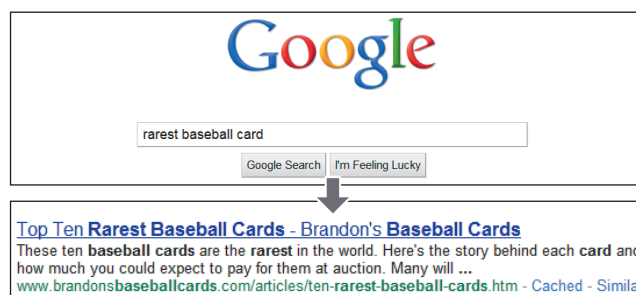 Google
rarest baseball card
Google Search I'm Feeling Lucky
Top Ten Rarest Baseball Cards - Brandon's Baseball Cards
These ten baseball cards are the rarest in the world. Here's the story behind each card and
how much you could expect to pay for them at auction. Many will ...
www.brandonsbaseballcards.com/articles/ten-rarest-baseball-cards.htm - Cached - Simila